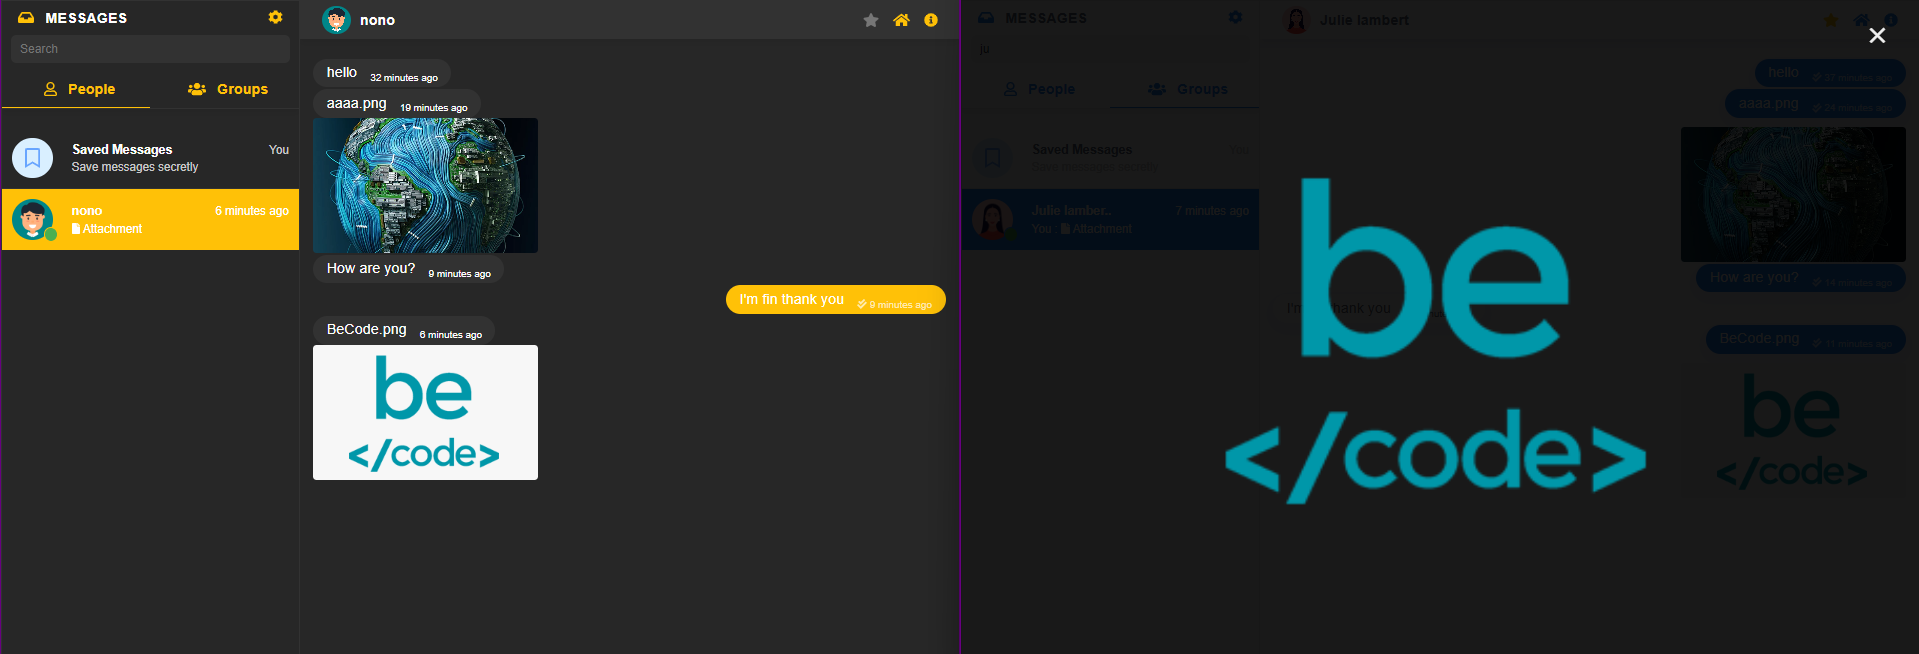 MESSAGES
Search
People
Groups
Saved Messages
You
Save messages secretly
nono
6 minutes ago
Attachment
nono
hello 32 minutes ago
aaaa.png 19 minutes ago
How are you? 9 minutes ago
I'm fin thank you 9 minutes ago
BeCode.png 6 minutes ago
be
</code>
MESSAGES
ju
People
Groups
Saved Messages
You
Save messages secretly
Julie lamber..
7 minutes ago
You : Attachment
Julie lambert
hello 37 minutes ago
aaaa.png 24 minutes ago
How are you? 14 minutes ago
thank you
BeCode.png 11 minutes ago
be
</code>
be
</code>